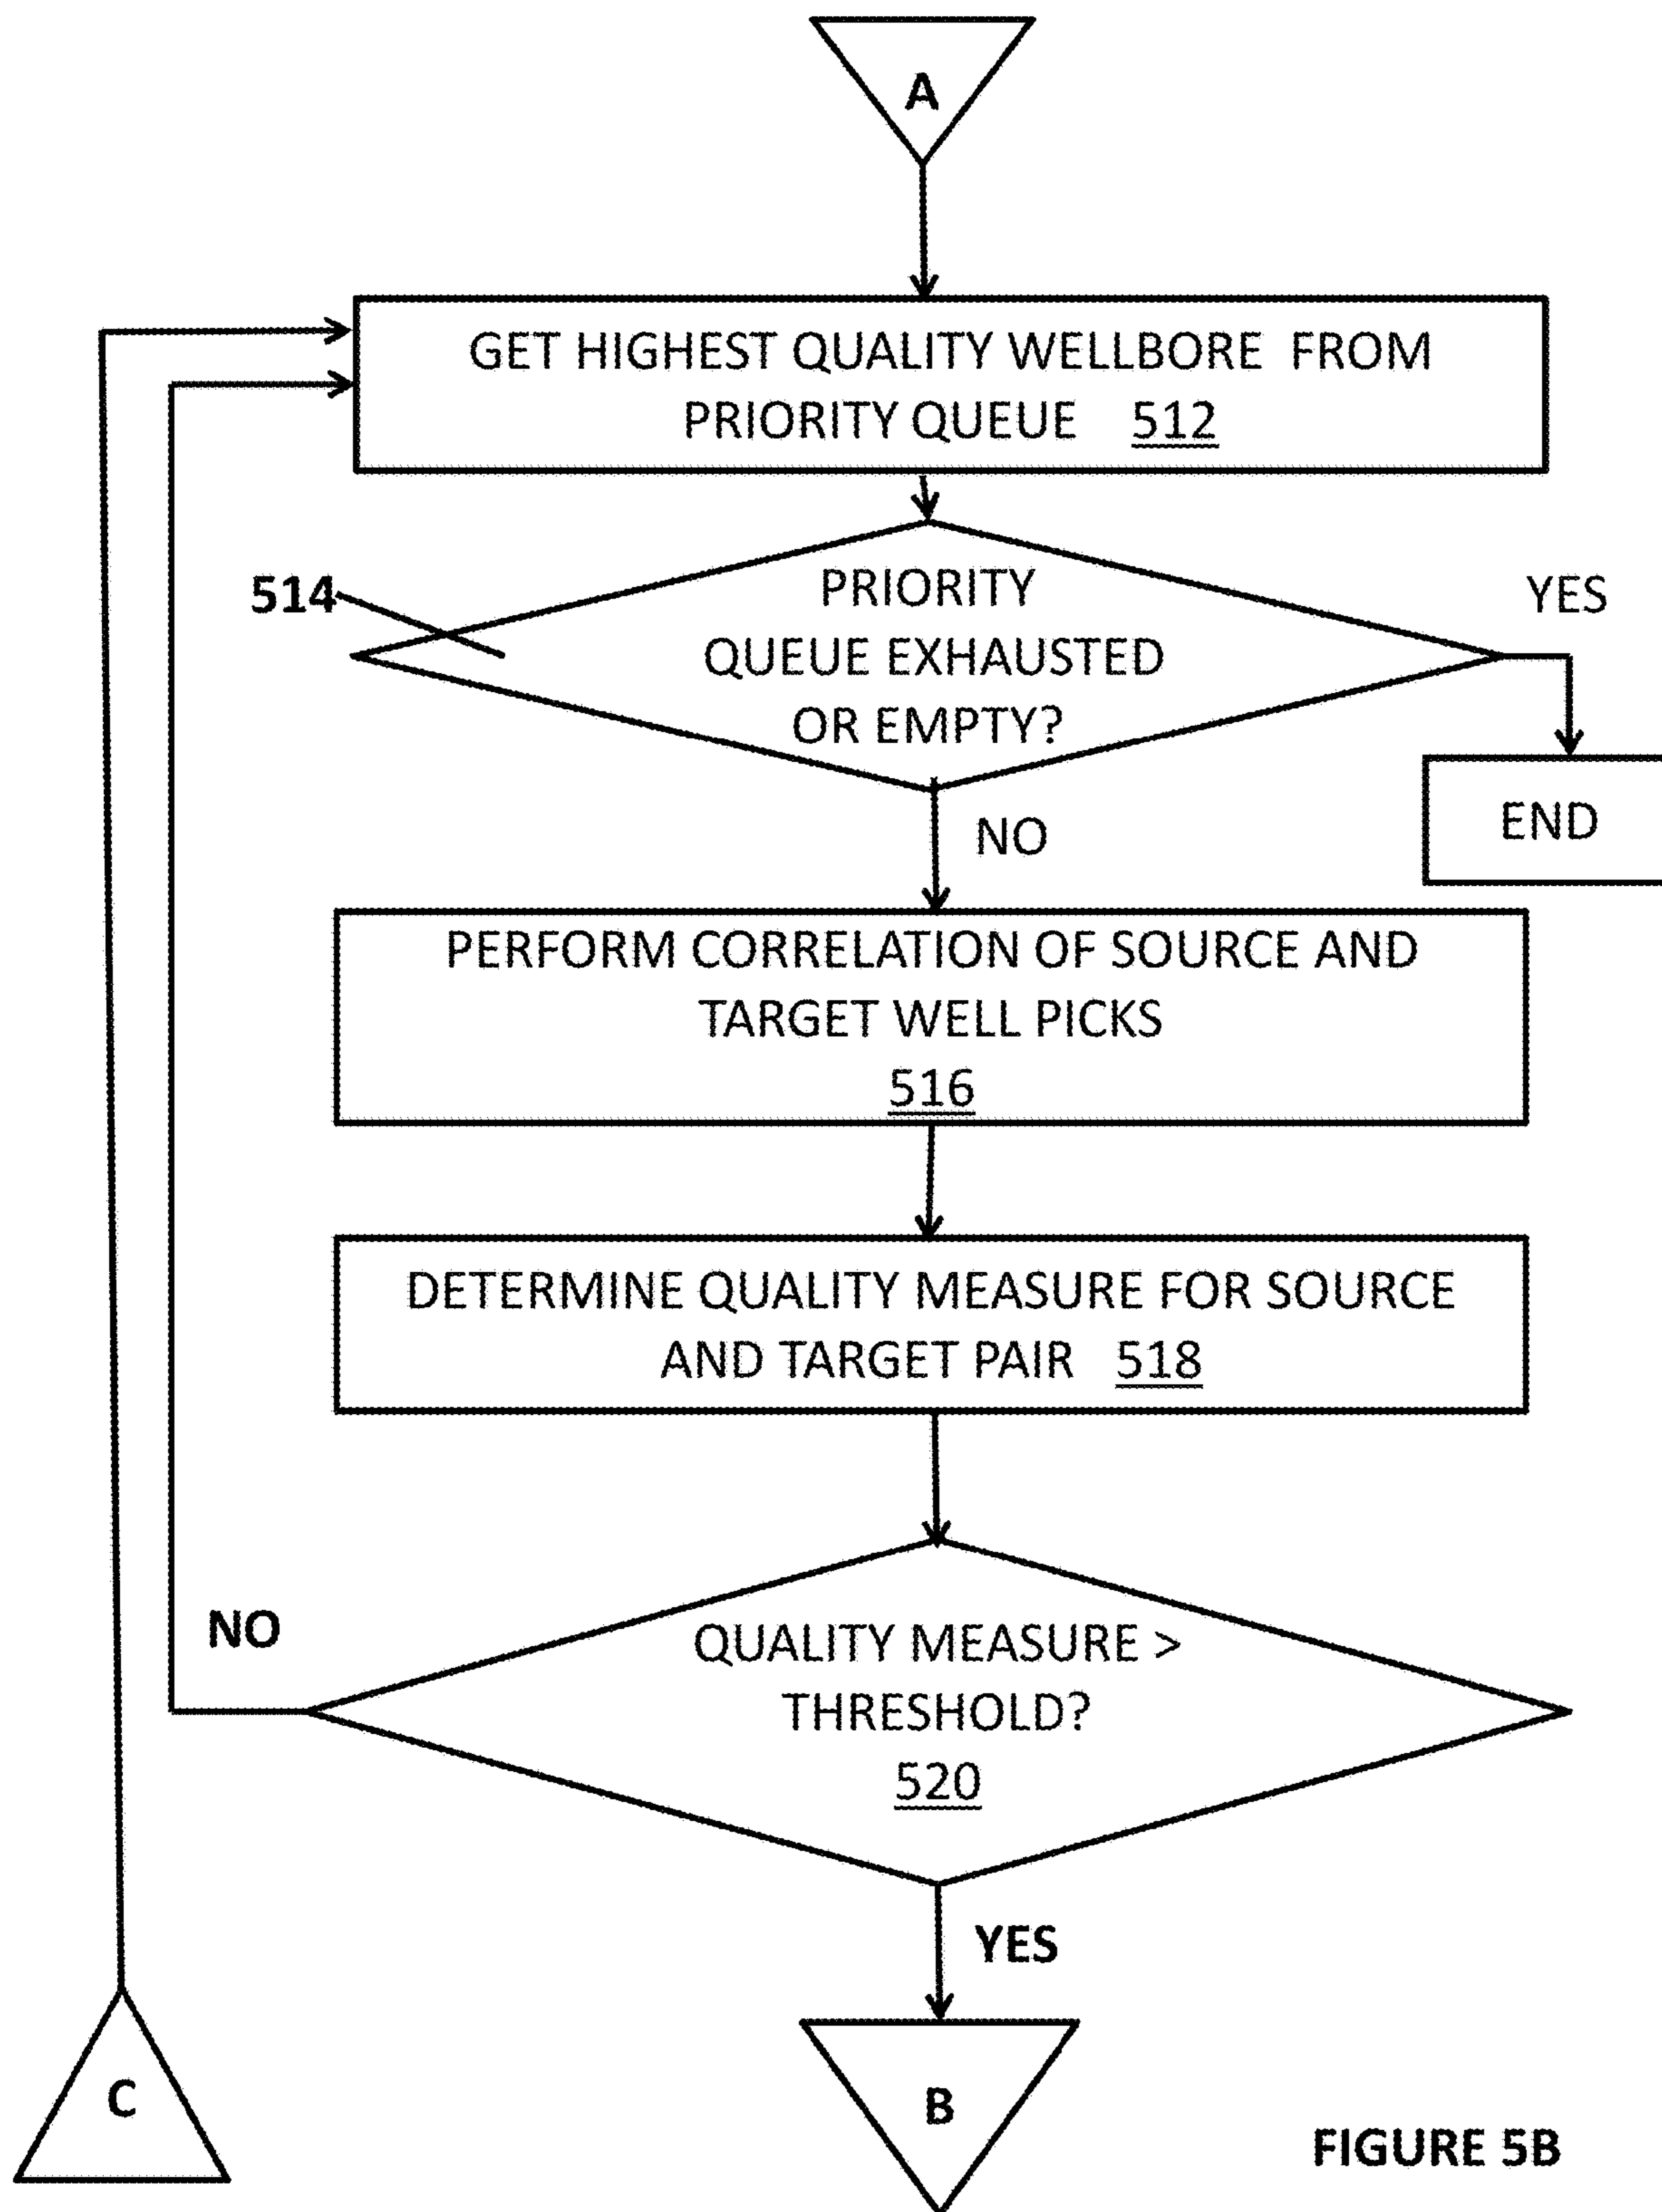 A
GET HIGHEST QUALITY WELLBORE FROM
PRIORITY QUEUE 512
514
PRIORITY
QUEUE EXHAUSTED
OR EMPTY?
YES
END
NO
PERFORM CORRELATION OF SOURCE AND
TARGET WELL PICKS
516
DETERMINE QUALITY MEASURE FOR SOURCE
AND TARGET PAIR 518
NO
QUALITY MEASURE >
THRESHOLD?
520
YES
C
B
FIGURE 5B